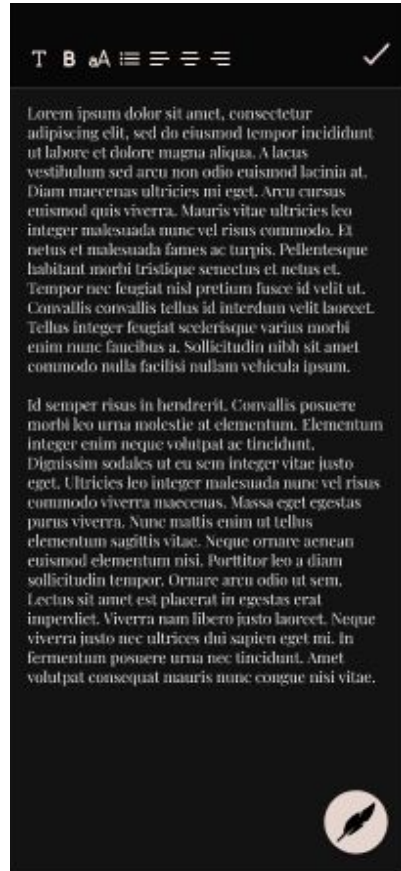 T B aA
Lorem ipsum dolor sit amet, consectetur
adipiscing elit, sed do eiusmod tempor incididunt
ut labore et dolore magna aliqua. A lacus
vestibulum sed arcu non odio euismod lacinia at.
Diam maecenas ultricies mi eget. Arcu cursus
euismod quis viverra. Mauris vitae ultricies leo
integer malesuada nunc vel risus commodo. Et
netus et malesuada fames ac turpis. Pellentesque
habitant morbi tristique senectus et netus et.
Tempor nec feugiat nisl pretium fusce id velit ut.
Convallis convallis tellus id interdum velit laoreet.
Tellus integer feugiat scelerisque varius morbi
enim nunc faucibus a. Sollicitudin nibh sit amet
commodo nulla facilisi nullam vehicula ipsum.
Id semper risus in hendrerit. Convallis posuere
morbi leo urna molestie at elementum. Elementum
integer enim neque volutpat ac tincidunt.
Dignissim sodales ut eu sem integer vitae justo
eget. Ultricies leo integer malesuada nunc vel risus
commodo viverra maecenas. Massa eget egestas
purus viverra. Nunc mattis enim ut tellus
elementum sagittis vitae. Neque ornare aenean
euismod elementum nisi. Porttitor leo a diam
sollicitudin tempor. Ornare arcu odio ut sem.
Lectus sit amet est placerat in egestas erat
imperdiet. Viverra nam libero justo laoreet. Neque
viverra justo nec ultrices dui sapien eget mi. In
fermentum posuere urna nec tincidunt. Amet
volutpat consequat mauris nunc congue nisi vitae.